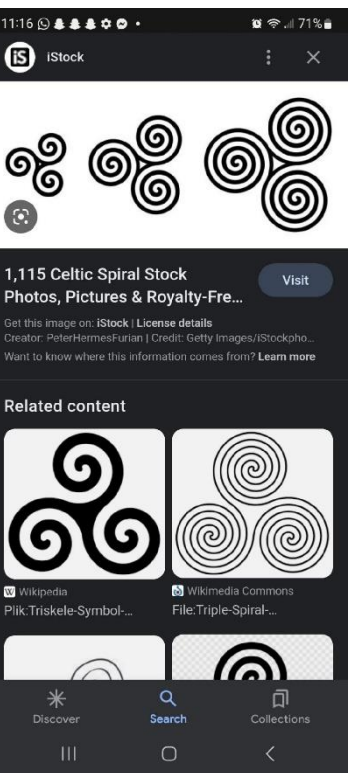 11:16
71%
iS iStock
1,115 Celtic Spiral Stock
Photos, Pictures & Royalty-Fre...
Visit
Get this image on: iStock | License details
Creator: PeterHermesFurian | Credit: Getty Images/iStockpho...
Want to know where this information comes from? Learn more
Related content
W Wikipedia
Plik:Triskele-Symbol-...
Wikimedia Commons
File:Triple-Spiral-...
Discover
Search
Collections